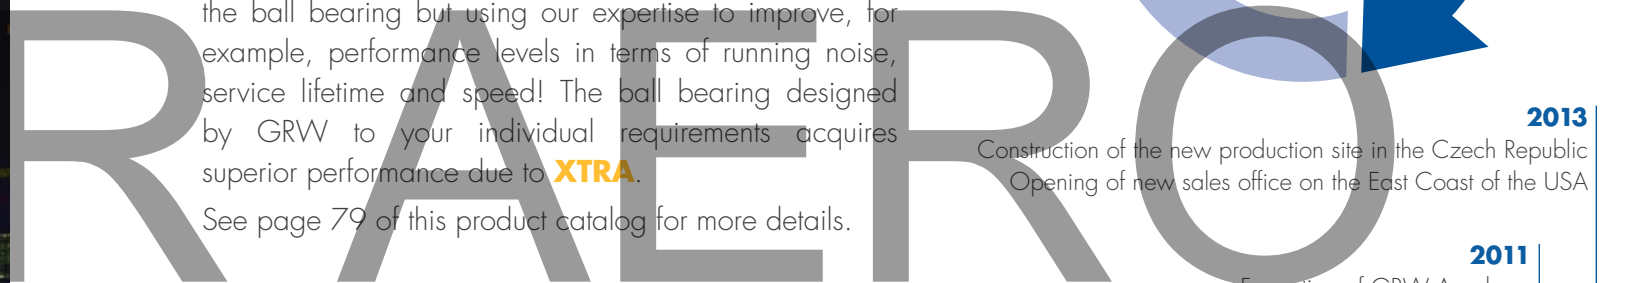 the ball bearing but using our expertise to improve, for
example, performance levels in terms of running noise,
service lifetime and speed! The ball bearing designed
by GRW to your individual requirements acquires
superior performance due to XTRA.
See page 79 of this product catalog for more details.
R AERO
2013
Construction of the new production site in the Czech Republic
Opening of new sales office on the East Coast of the USA
2011
of GRW